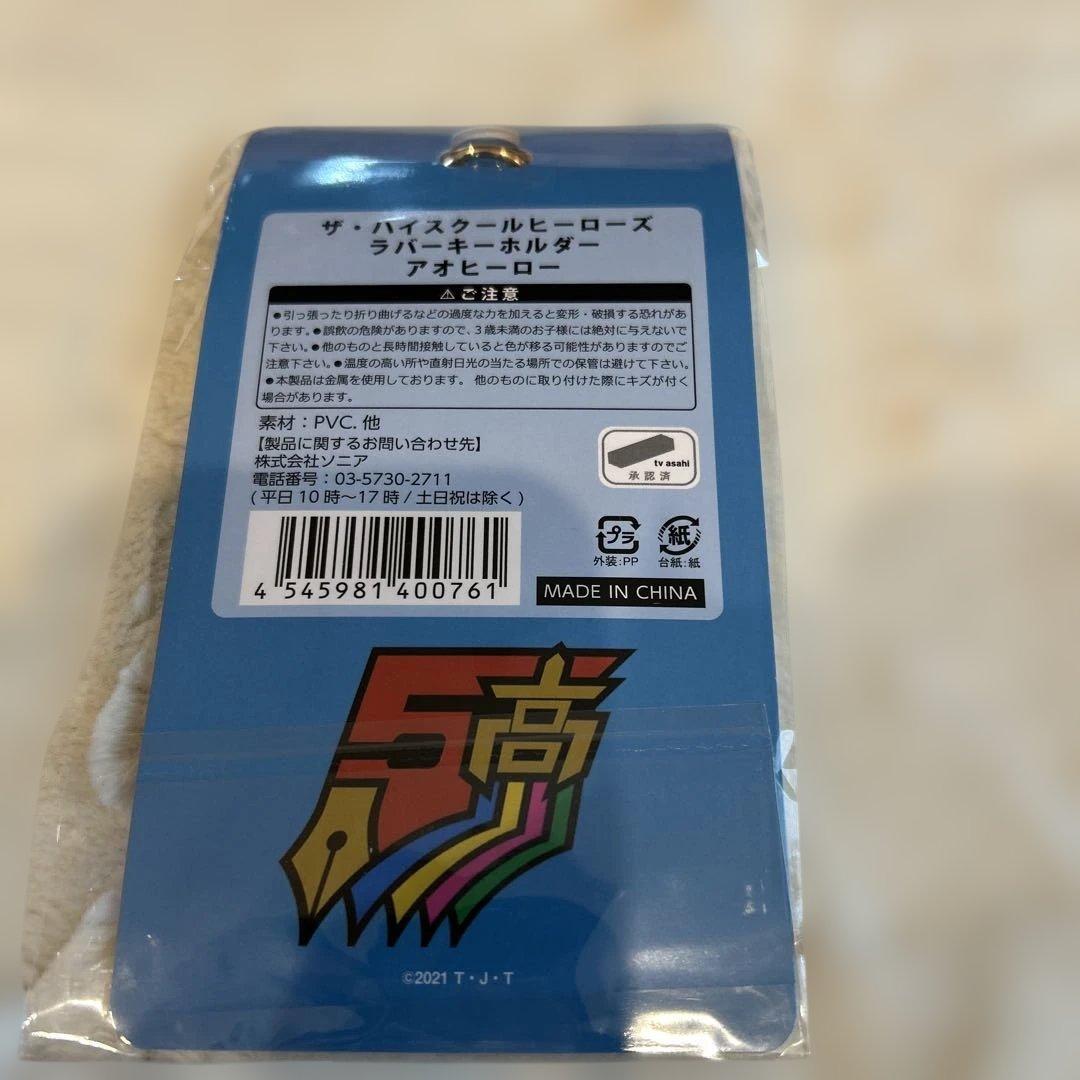 ザ・ハイスクールヒーローズ
ラバーキーホルダー
アオヒーロー
⚠ご注意
●引っ張ったり折り曲げるなどの過度な力を加えると変形・破損する恐れがあ
ります。●誤飲の危険がありますので、3歳未満のお子様には絶対に与えないで
下さい。●他のものと長時間接触していると色が移る可能性がありますのでご
注意下さい。●温度の高い所や直射日光の当たる場所での保管は避けて下さい。
●本製品は金属を使用しております。 他のものに取り付けた際にキズが付く
場合があります。
素材:PVC. 他
【製品に関するお問い合わせ先】
株式会社ソニア
電話番号:03-5730-2711
(平日10時〜17時/土日祝は除く)
tv asahi
承認済
プラ
外装:PP
紙
台紙:紙
4 545981 400761
MADE IN CHINA
5高
©2021 T・J・T